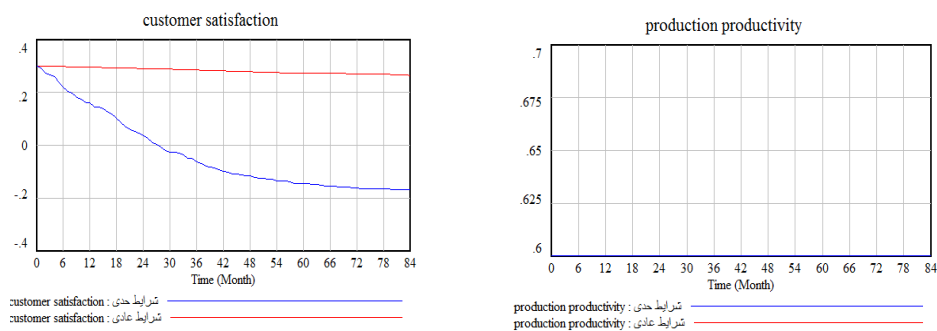 customer satisfaction
.4
.2
0
-.2
-.4
0 6 12 18 24 30 36 42 48 54 60 66 72 78 84
Time (Month)
customer satisfaction : شرایط حدی
customer satisfaction : شرایط عادی
production productivity
.7
.675
.65
.625
.6
0 6 12 18 24 30 36 42 48 54 60 66 72 78 84
Time (Month)
production productivity : شرایط حدی
production productivity : شرایط عادی